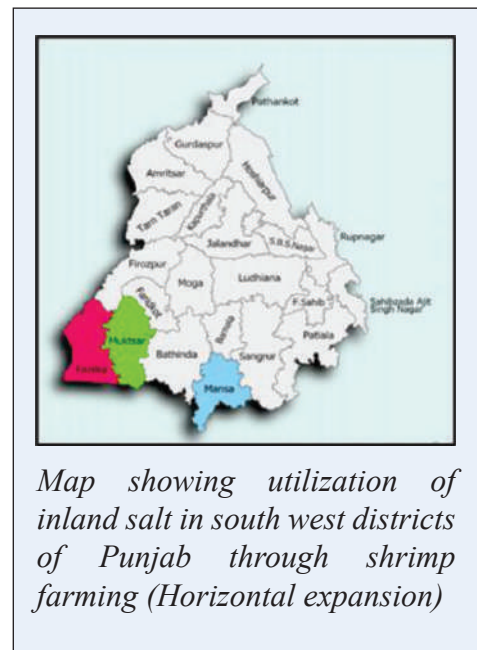 Pathankot
Gurdaspur
Amritsar
Hoshiarpur
Tarn Taran
Kapurthala
Jalandhar
S.B.S.Nagar
Rupnagar
Firozpur
Moga
Ludhiana
Faridkot
F.Sahib
Sahibzada Ajit
Singh Nagar
Muktsar
Barnala
Patiala
Fazilka
Bathinda
Sangrur
Mansa
Map showing utilization of
inland salt in south west districts
of Punjab through shrimp
farming (Horizontal expansion)